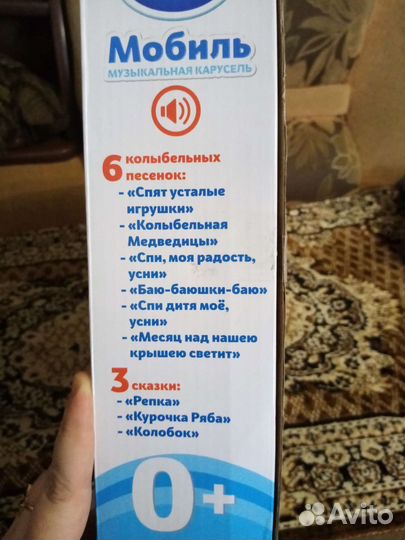 Мобиль
МУЗЫКАЛЬНАЯ КАРУСЕЛЬ
6 колыбельных
песенок:
- «Спят усталые
игрушки»
- «Колыбельная
Медведицы»
- «Спи, моя радость,
усни»
- «Баю-баюшки-баю»
- «Спи дитя моё,
усни»
- «Месяц над нашею
крышею светит»
3 сказки:
- «Репка»
- «Курочка Ряба»
- «Колобок»
0+
Avito